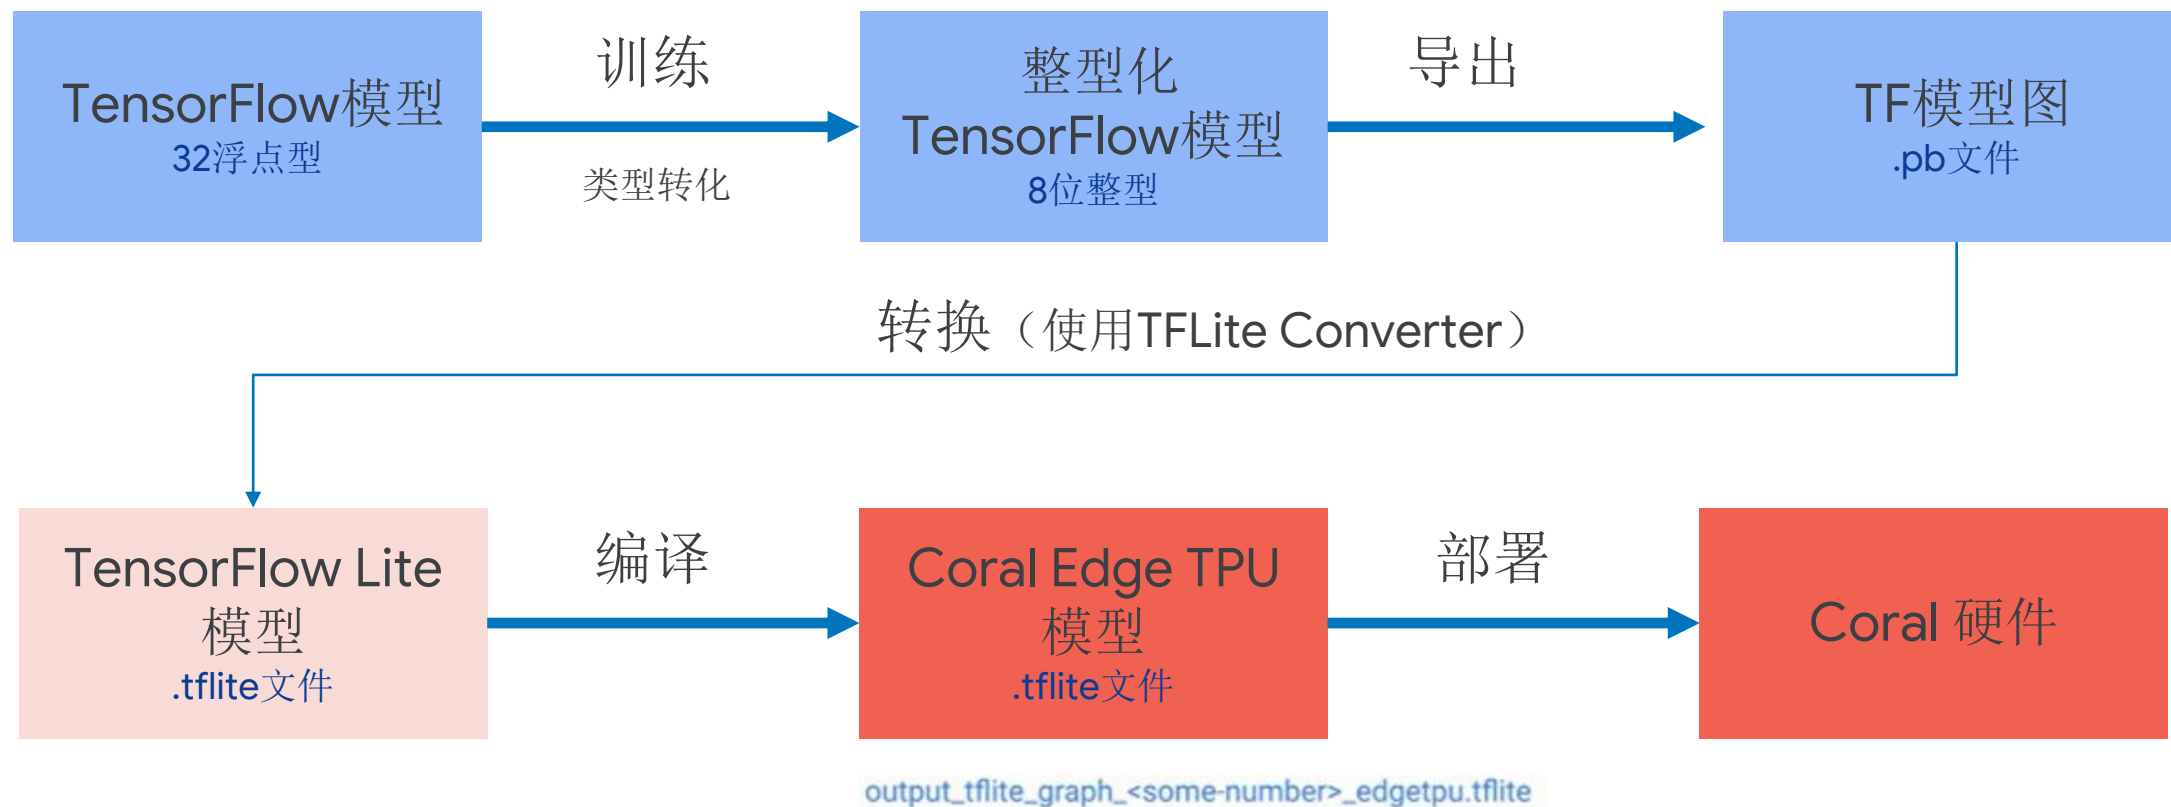 TensorFlow模型
32浮点型
训练
类型转化
整型化
TensorFlow模型
8位整型
导出
TF模型图
.pb文件
转换（使用TFLite Converter）
TensorFlow Lite
模型
.tflite文件
编译
Coral Edge TPU
模型
.tflite文件
部署
Coral 硬件
output_tflite_graph_<some-number>_edgetpu.tflite